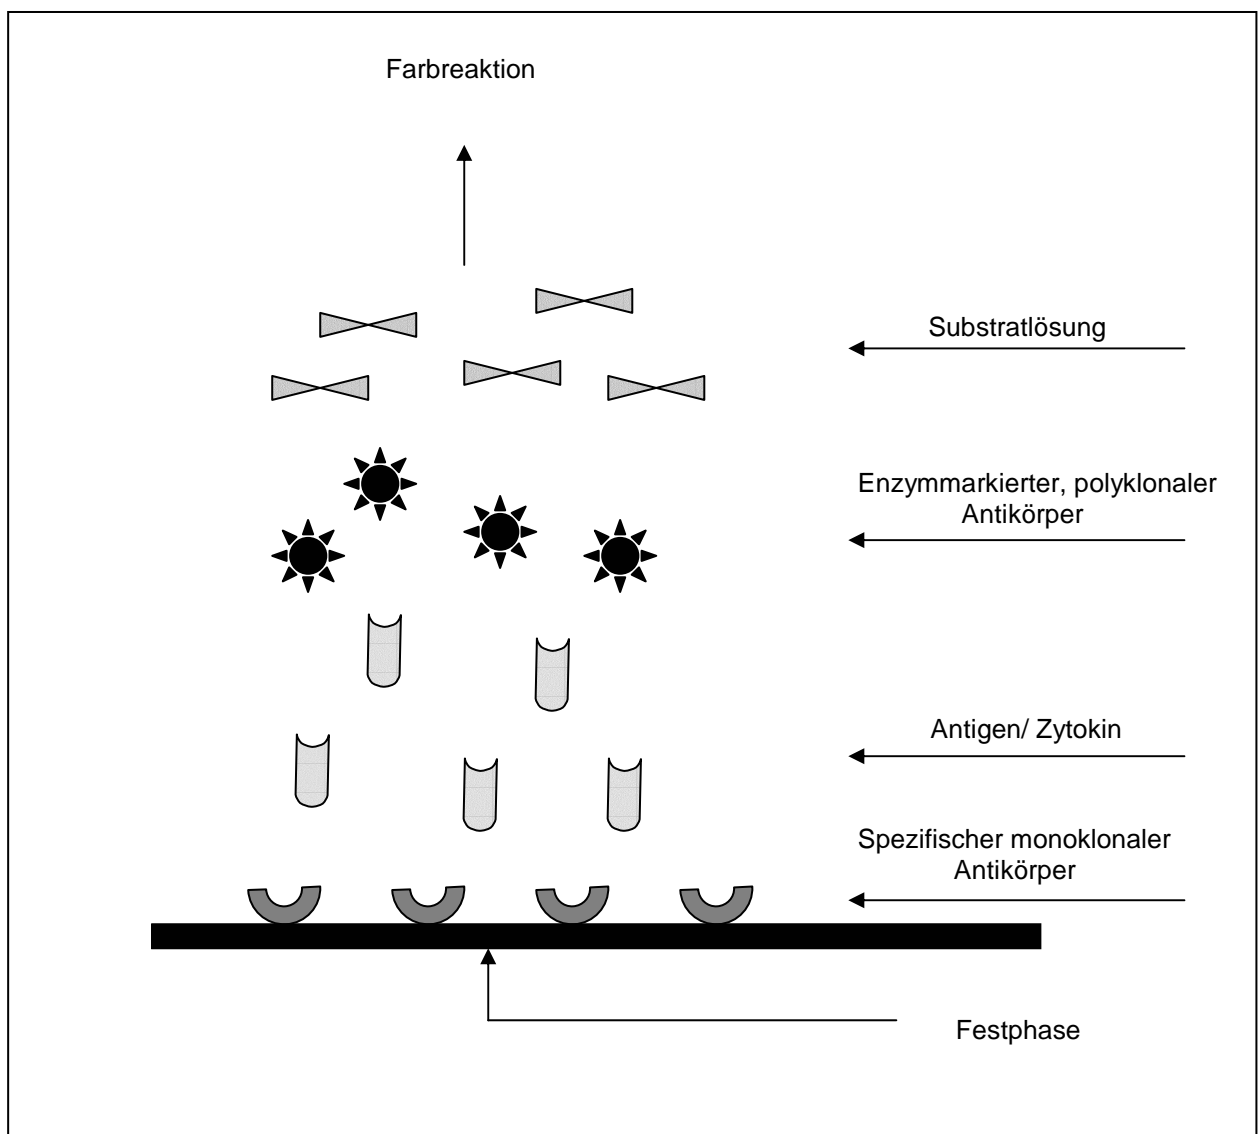 Farbreaktion
Substratlösung
Enzymmarkierter, polyklonaler
Antikörper
Antigen/ Zytokin
Spezifischer monoklonaler
Antikörper
Festphase